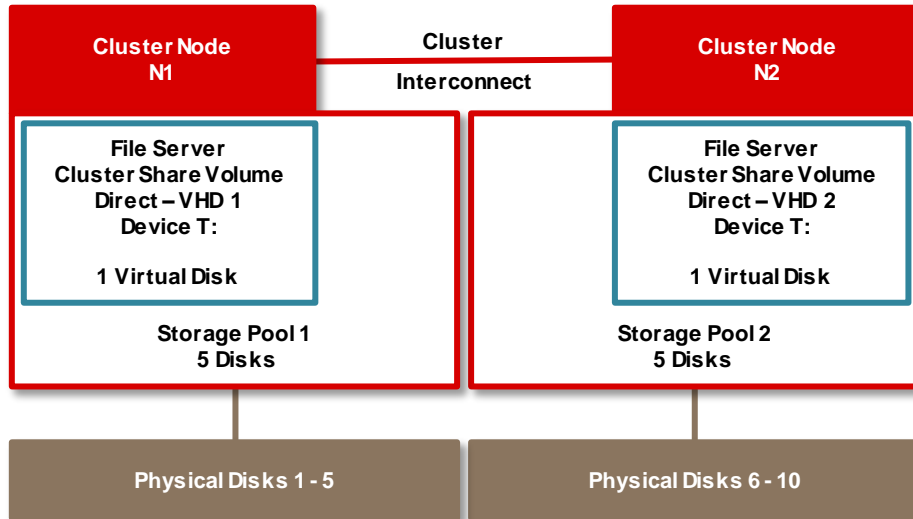 Cluster Node
N1
Cluster
Interconnect
Cluster Node
N2
File Server
Cluster Share Volume
Direct – VHD 1
Device T:
1 Virtual Disk
Storage Pool 1
5 Disks
File Server
Cluster Share Volume
Direct – VHD 2
Device T:
1 Virtual Disk
Storage Pool 2
5 Disks
Physical Disks 1 - 5
Physical Disks 6 - 10